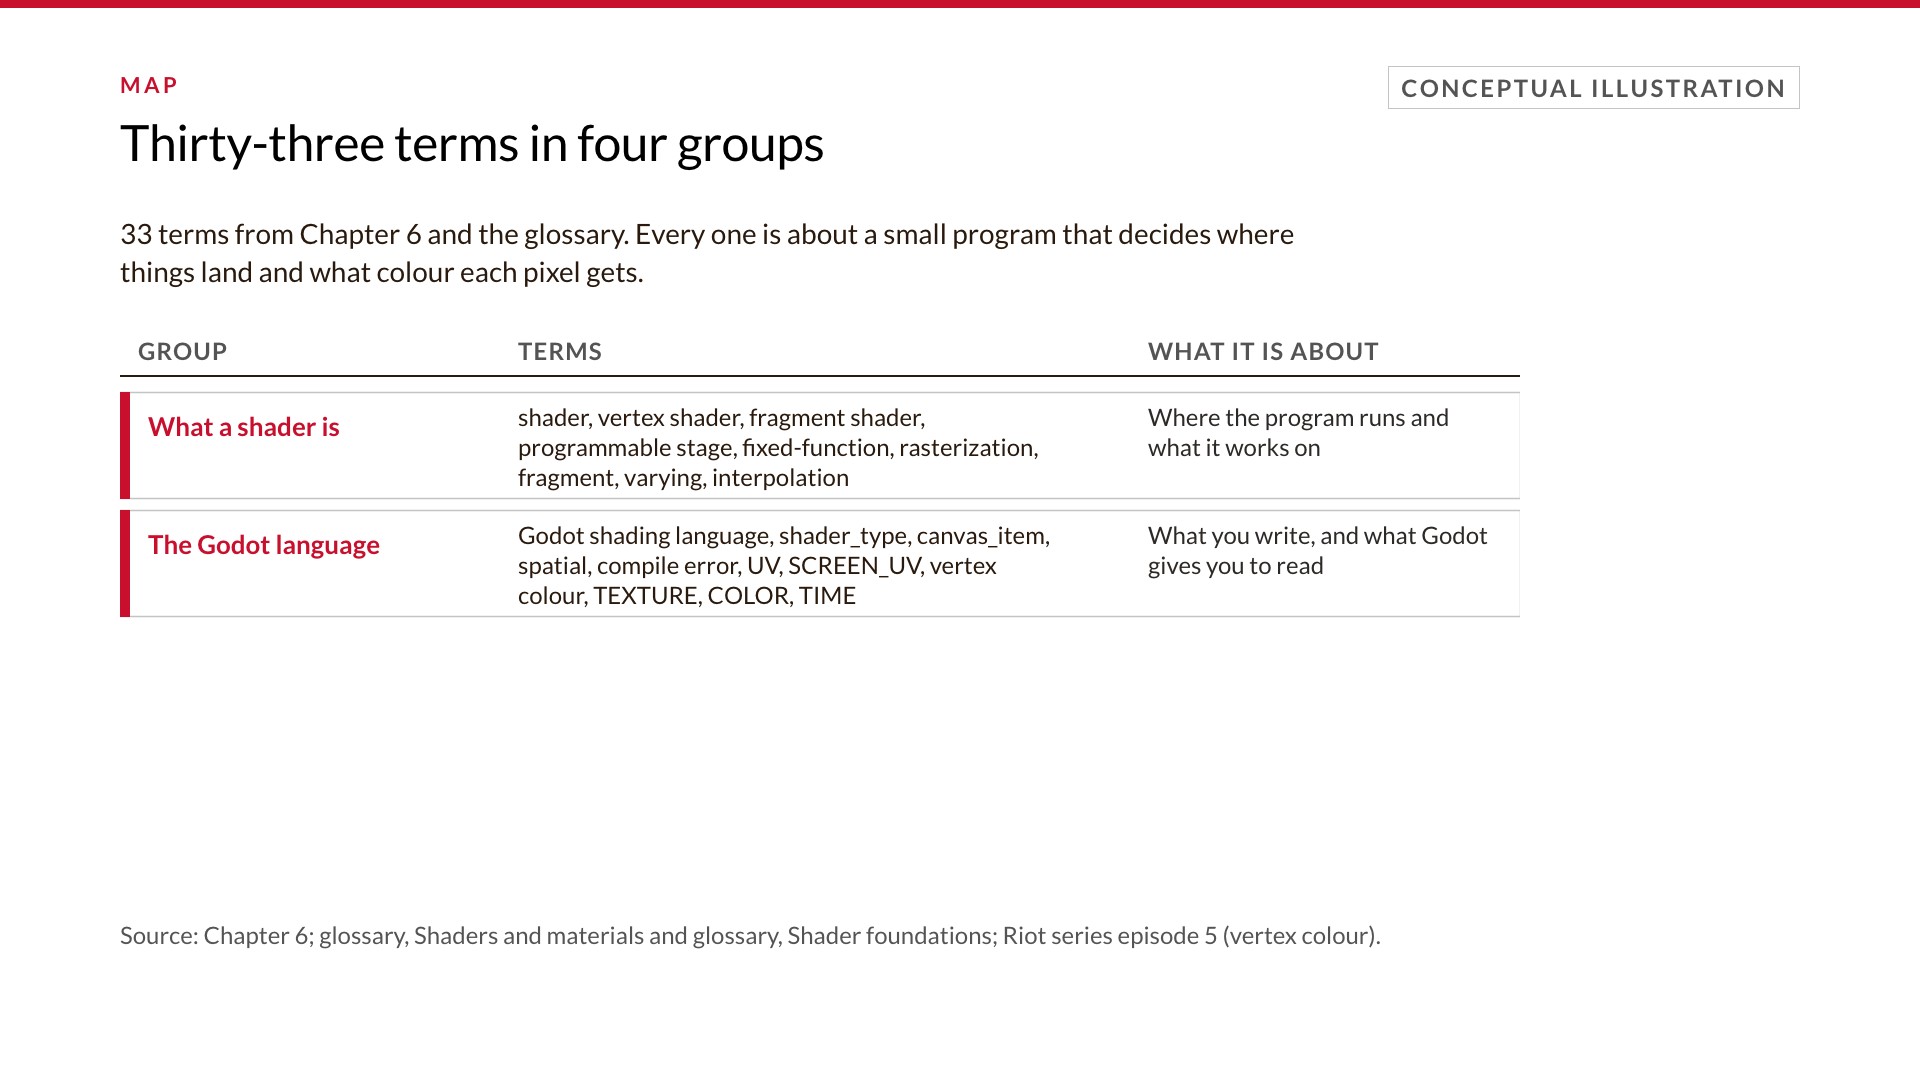 MAP
CONCEPTUAL ILLUSTRATION
Thirty-three terms in four groups
33 terms from Chapter 6 and the glossary. Every one is about a small program that decides where
things land and what colour each pixel gets.
GROUP
TERMS
WHAT IT IS ABOUT
What a shader is
shader, vertex shader, fragment shader,
programmable stage, fixed-function, rasterization,
fragment, varying, interpolation
Where the program runs and
what it works on
The Godot language
Godot shading language, shader_type, canvas_item,
spatial, compile error, UV, SCREEN_UV, vertex
colour, TEXTURE, COLOR, TIME
What you write, and what Godot
gives you to read
Source: Chapter 6; glossary, Shaders and materials and glossary, Shader foundations; Riot series episode 5 (vertex colour).